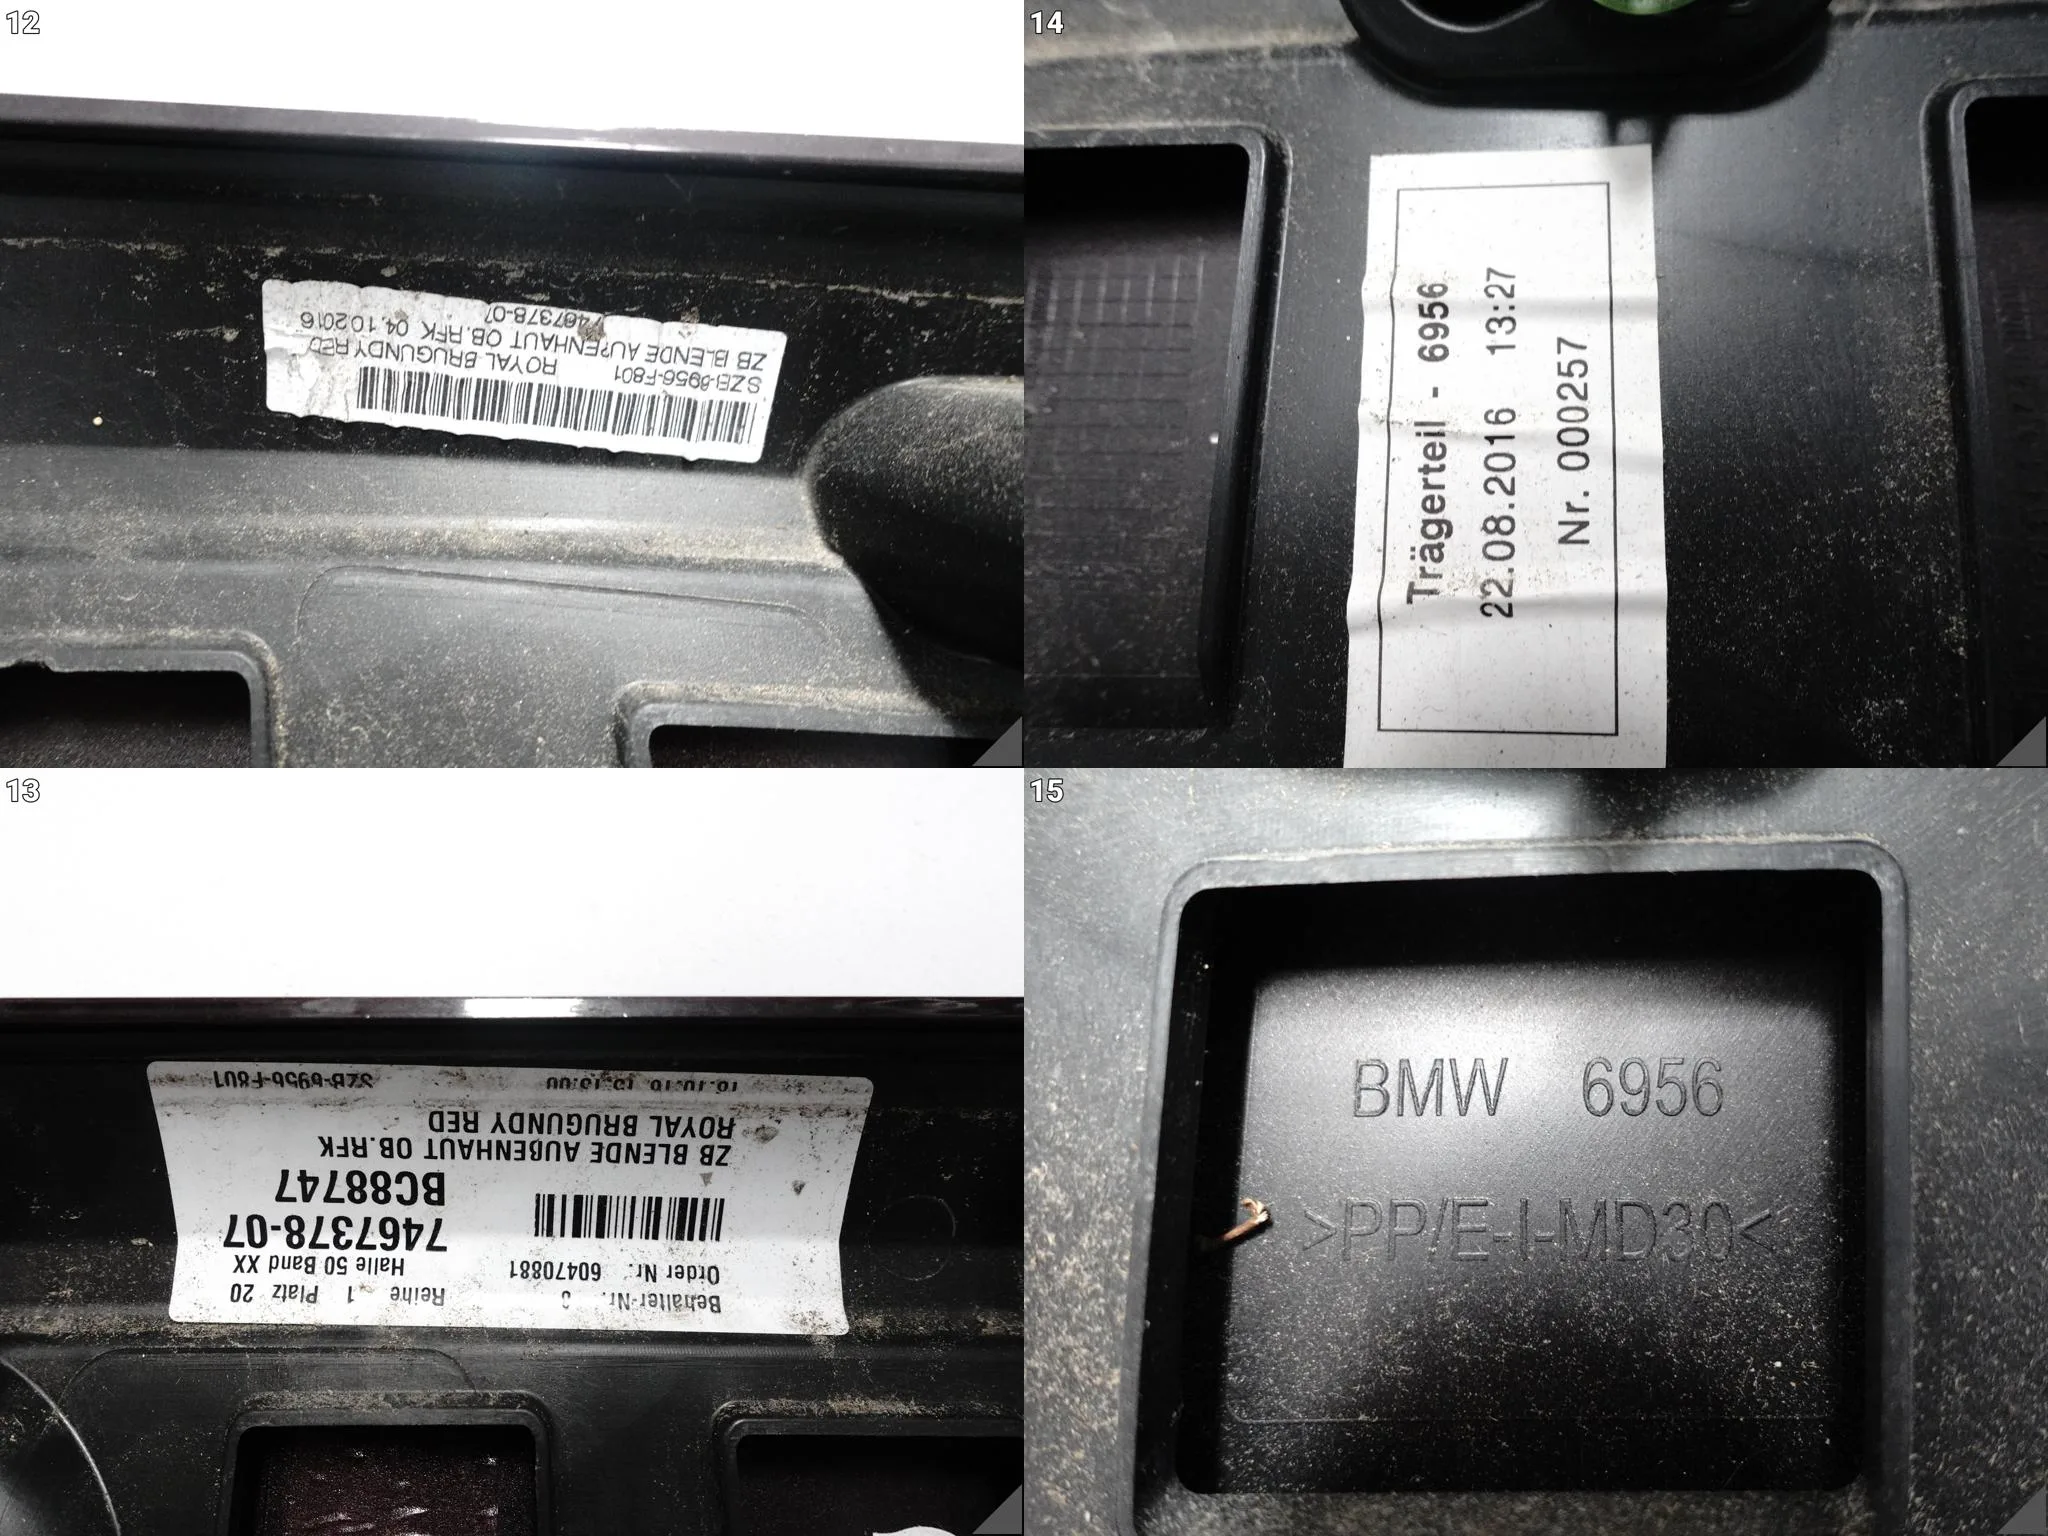 12
SZB-6956-F801 ROYAL BRUGUNDY RED
ZB BLENDE AUßENHAUT OB.RFK 04.10.2016
7467378-07
14
Trägerteil - 6956
22.08.2016 13:27
Nr. 000257
13
Behälter-Nr.
Reihe 1 Platz 20
Order Nr. 60470881
Halle 50 Band XX
7467378-07
BC88747
ZB BLENDE AUßENHAUT OB.RFK
ROYAL BRUGUNDY RED
SZB-6956-F801
15
BMW 6956
>PP/E-I-MD30<